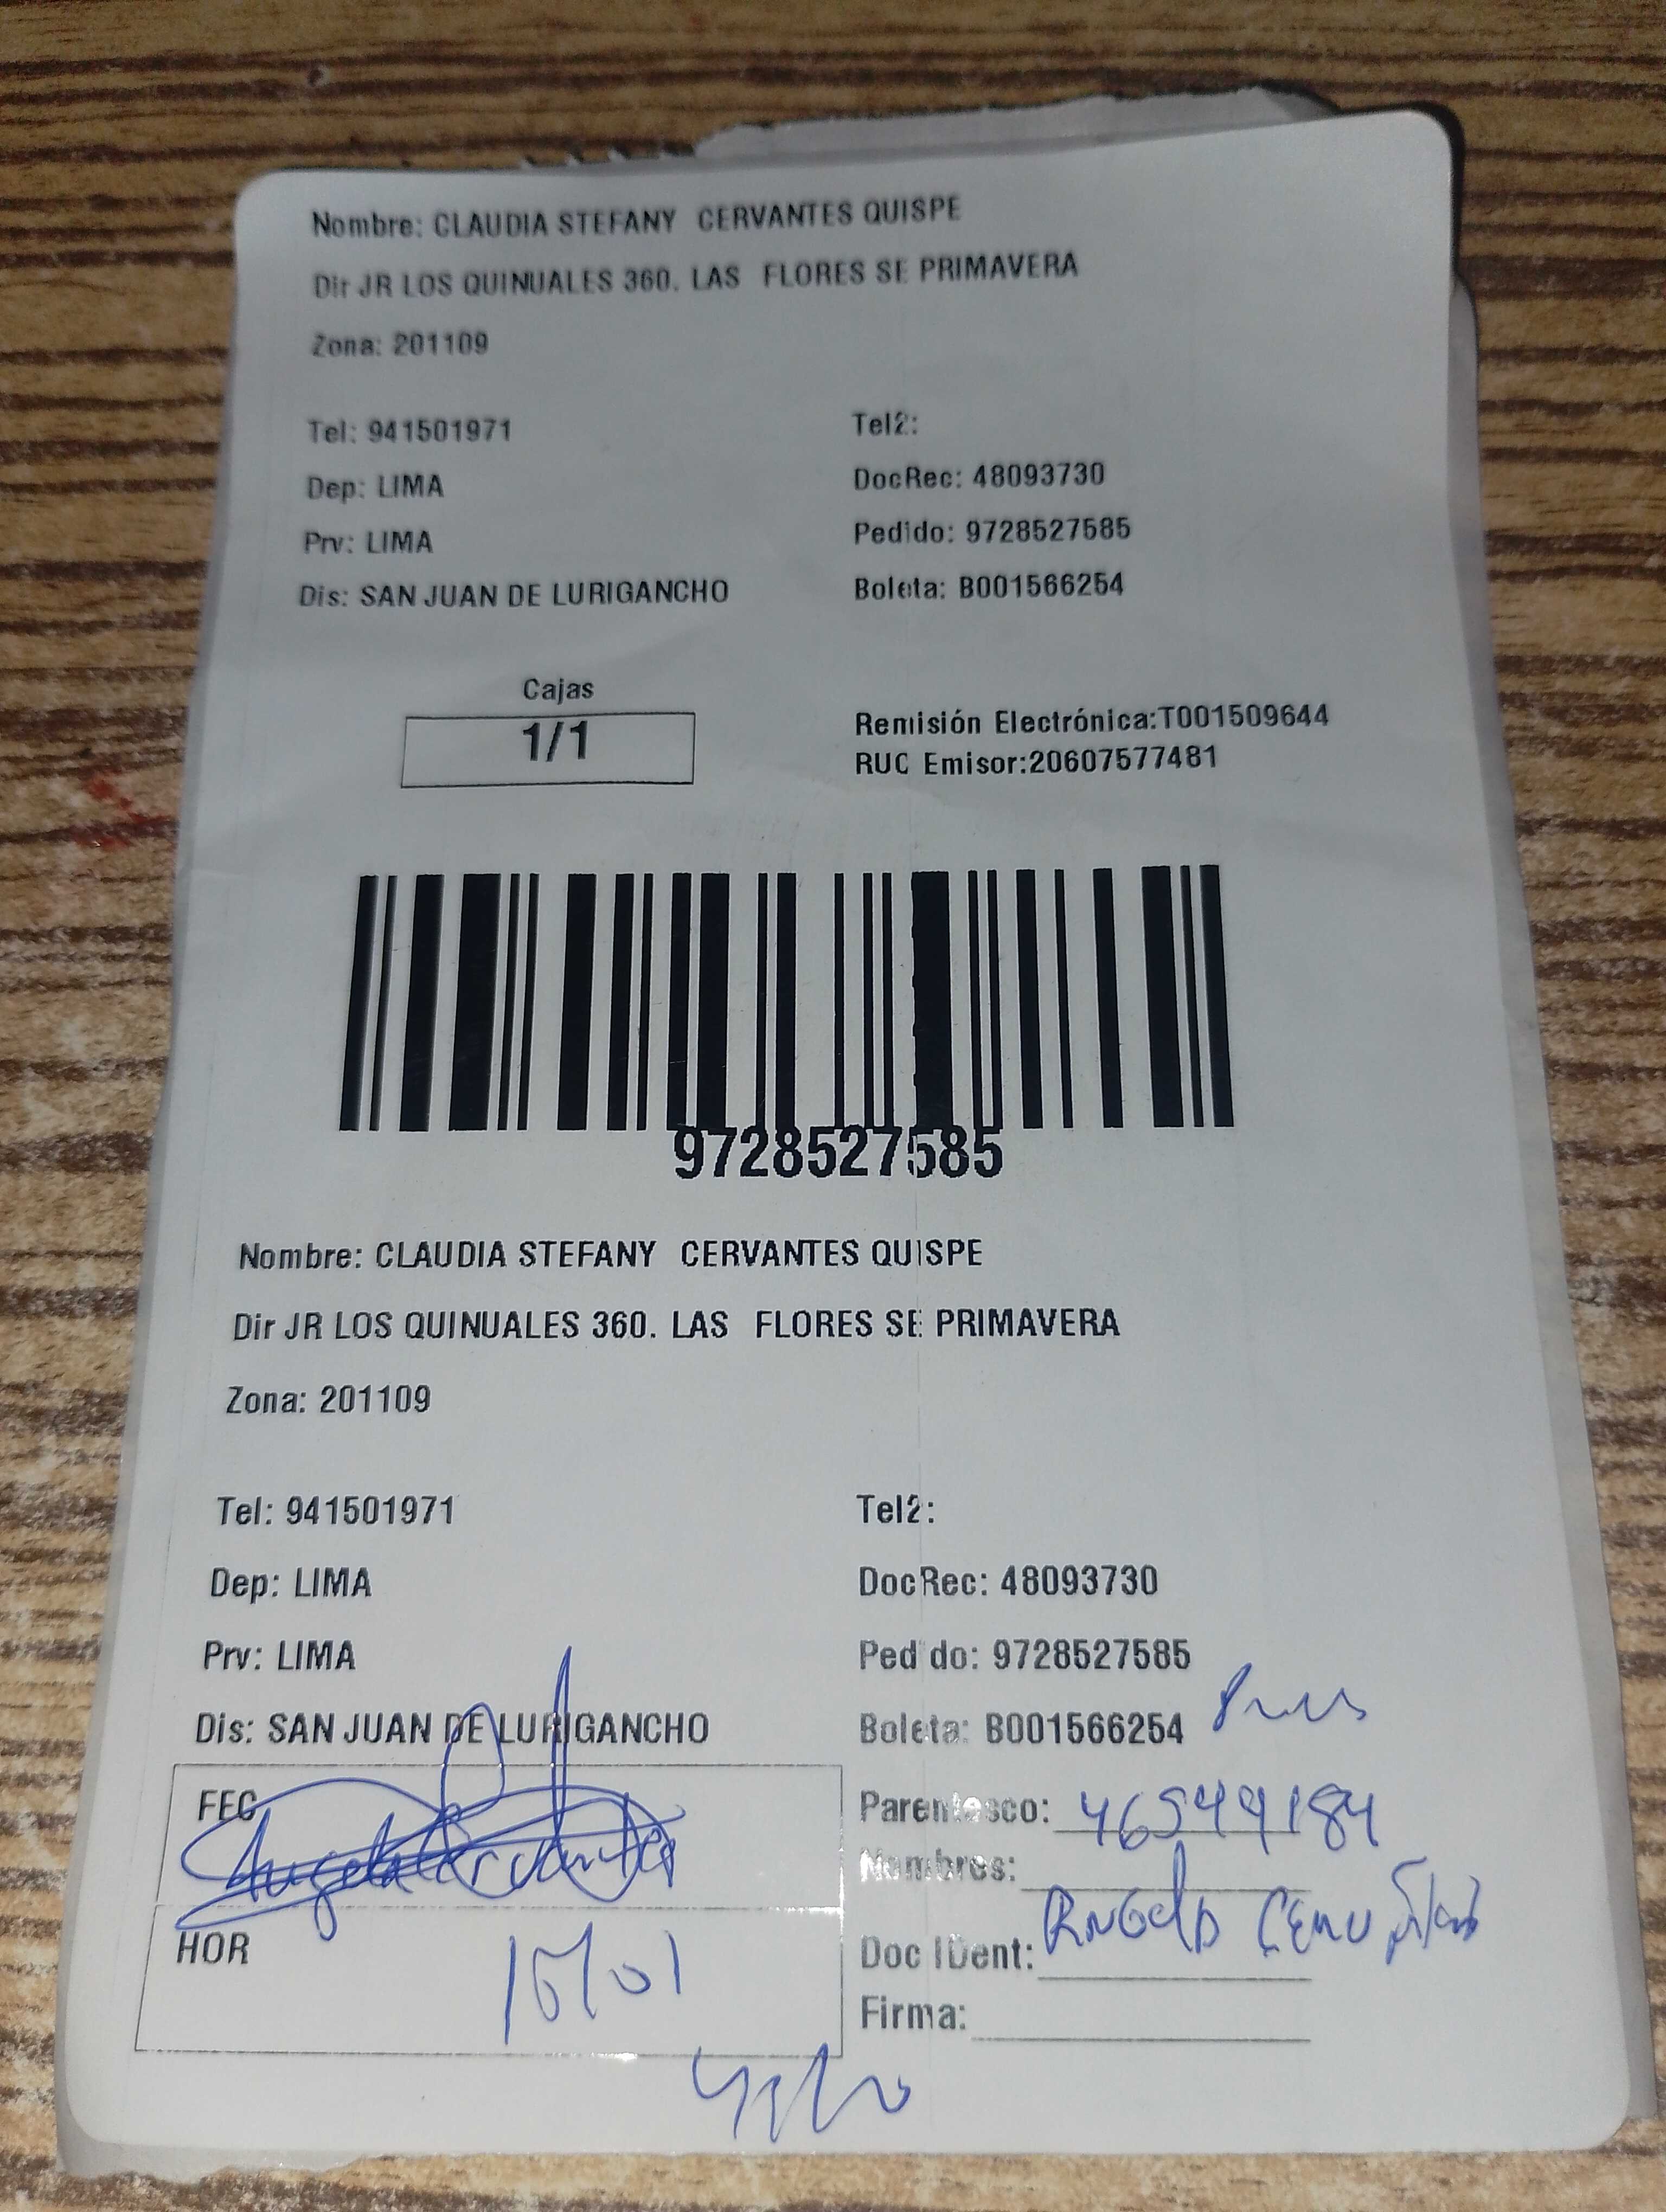 Nombre: CLAUDIA STEFANY CERVANTES QUISPE
Dir JR LOS QUINUALES 360. LAS FLORES SE PRIMAVERA
Zona: 201109
Tel: 941501971 Tel2:
Dep: LIMA DocRec: 48093730
Prv: LIMA Pedido: 9728527585
Dis: SAN JUAN DE LURIGANCHO Boleta: B001566254
Cajas
1/1
Remisión Electrónica:T001509644
RUC Emisor:20607577481
9728527585
Nombre: CLAUDIA STEFANY CERVANTES QUISPE
Dir JR LOS QUINUALES 360. LAS FLORES SE PRIMAVERA
Zona: 201109
Tel: 941501971 Tel2:
Dep: LIMA DocRec: 48093730
Prv: LIMA Pedido: 9728527585
Dis: SAN JUAN DE LURIGANCHO Boleta: B001566254
FEC
Parentesco: 46549184
Nombres:
HOR
Doc IDent:
Firma: